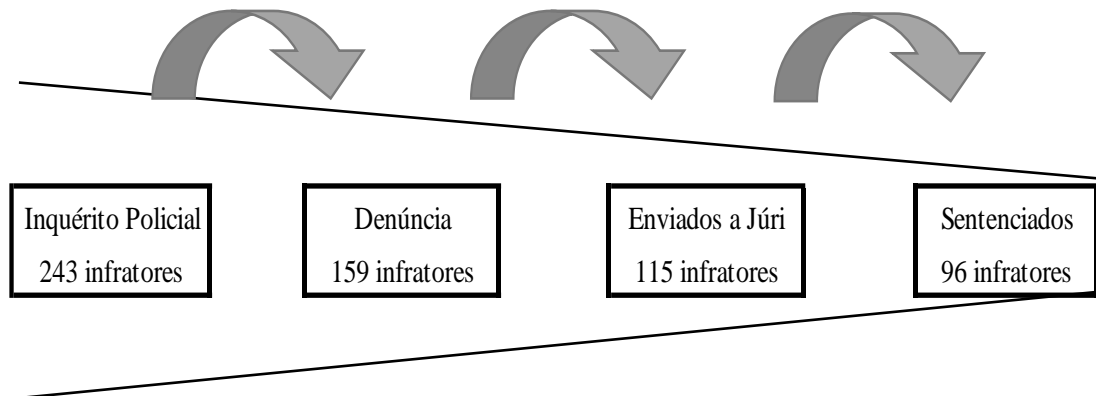 Inquérito Policial
243 infratores
Denúncia
159 infratores
Enviados a Júri
115 infratores
Sentenciados
96 infratores